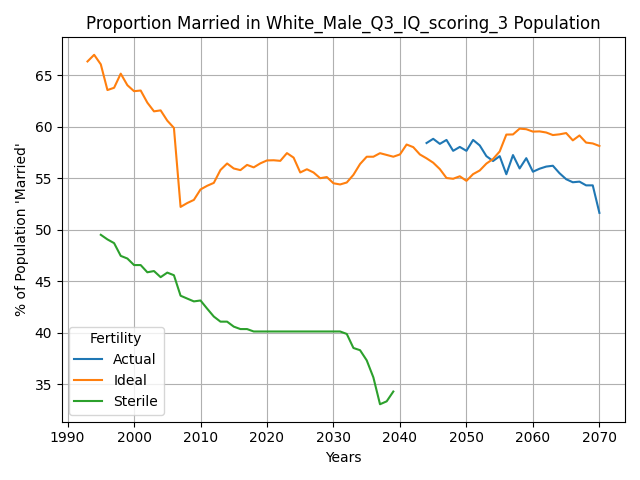 Proportion Married in White_Male_Q3_IQ_scoring_3 Population
% of Population 'Married'
65
60
55
50
45
40
35
Fertility
Actual
Ideal
Sterile
1990 2000 2010 2020 2030 2040 2050 2060 2070
Years